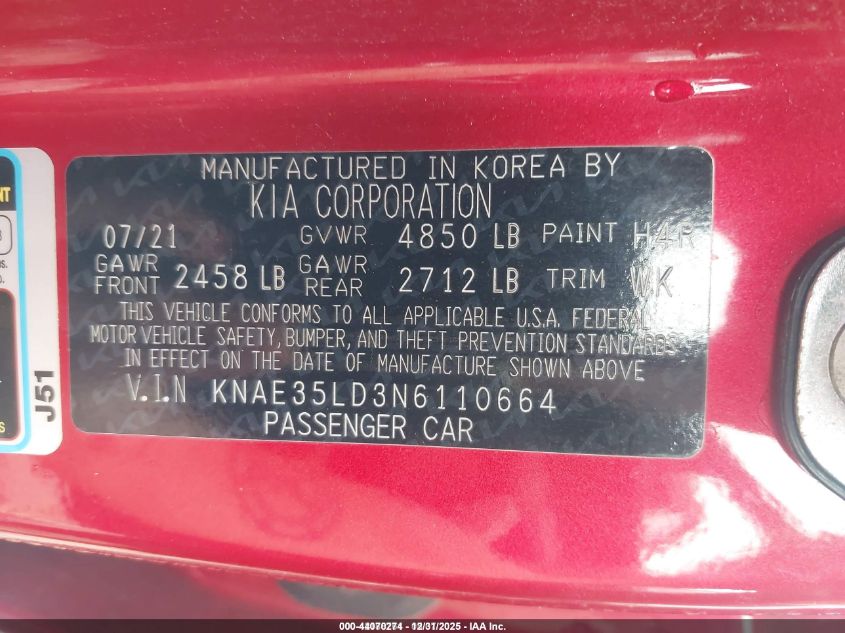 MANUFACTURED IN KOREA BY
KIA CORPORATION
07/21 GVWR 4850 LB PAINT H4R
GAWR FRONT 2458 LB GAWR REAR 2712 LB TRIM WK
THIS VEHICLE CONFORMS TO ALL APPLICABLE U.S.A. FEDERAL
MOTOR VEHICLE SAFETY, BUMPER, AND THEFT PREVENTION STANDARDS
IN EFFECT ON THE DATE OF MANUFACTURE SHOWN ABOVE
V.I.N KNAE35LD3N6110664
PASSENGER CAR
J51
000-44070274 - 12/31/2025 - IAA Inc.